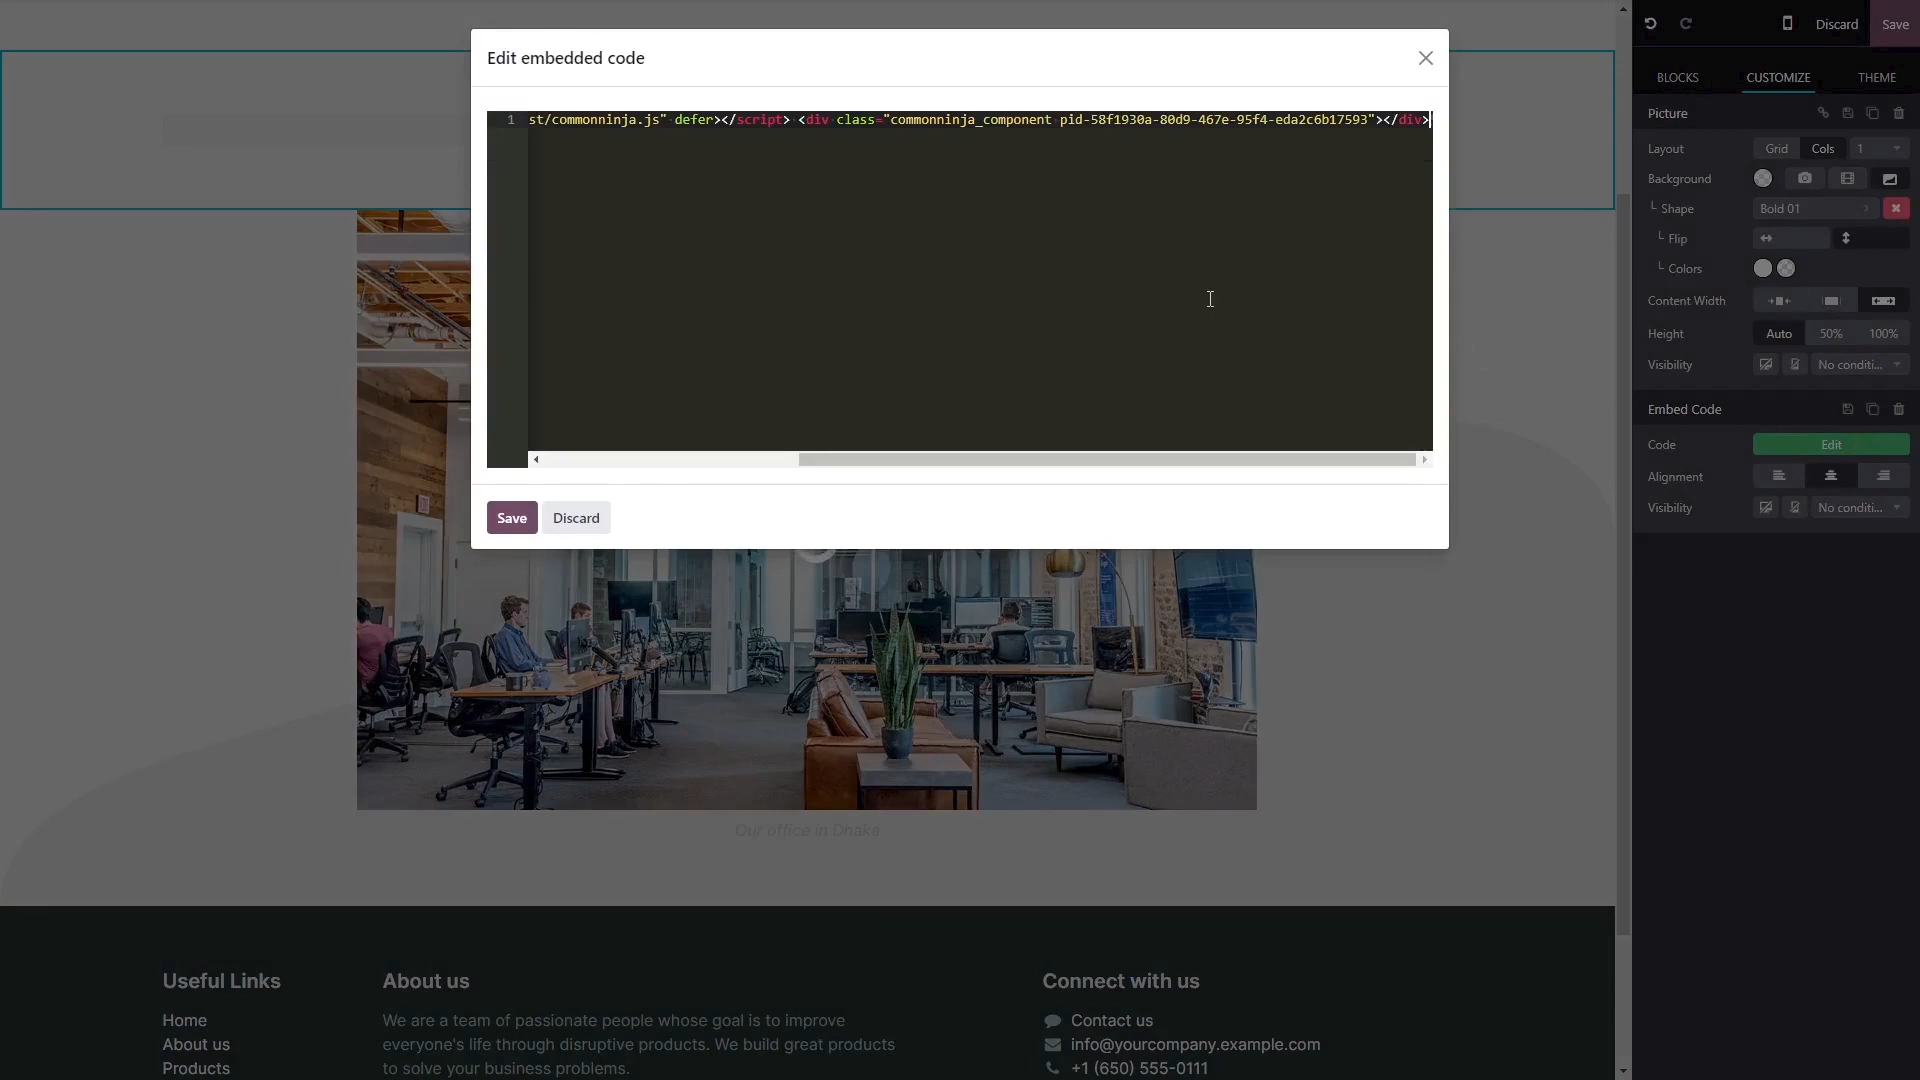 Edit embedded code
1 st/commonninja.js" defer></script> <div class="commonninja_component pid-58f1930a-80d9-467e-95f4-eda2c6b17593"></div>
Save Discard
Discard Save
BLOCKS CUSTOMIZE THEME
Picture
Layout Grid Cols 1
Background
Shape Bold 01
Flip
Colors
Content Width
Height Auto 50% 100%
Visibility No conditi...
Embed Code
Code Edit
Alignment
Visibility No conditi...
Our office in Dhaka
Useful Links
Home
About us
Products
About us
We are a team of passionate people whose goal is to improve
everyone's life through disruptive products. We build great products
to solve your business problems.
Connect with us
Contact us
info@yourcompany.example.com
+1 (650) 555-0111